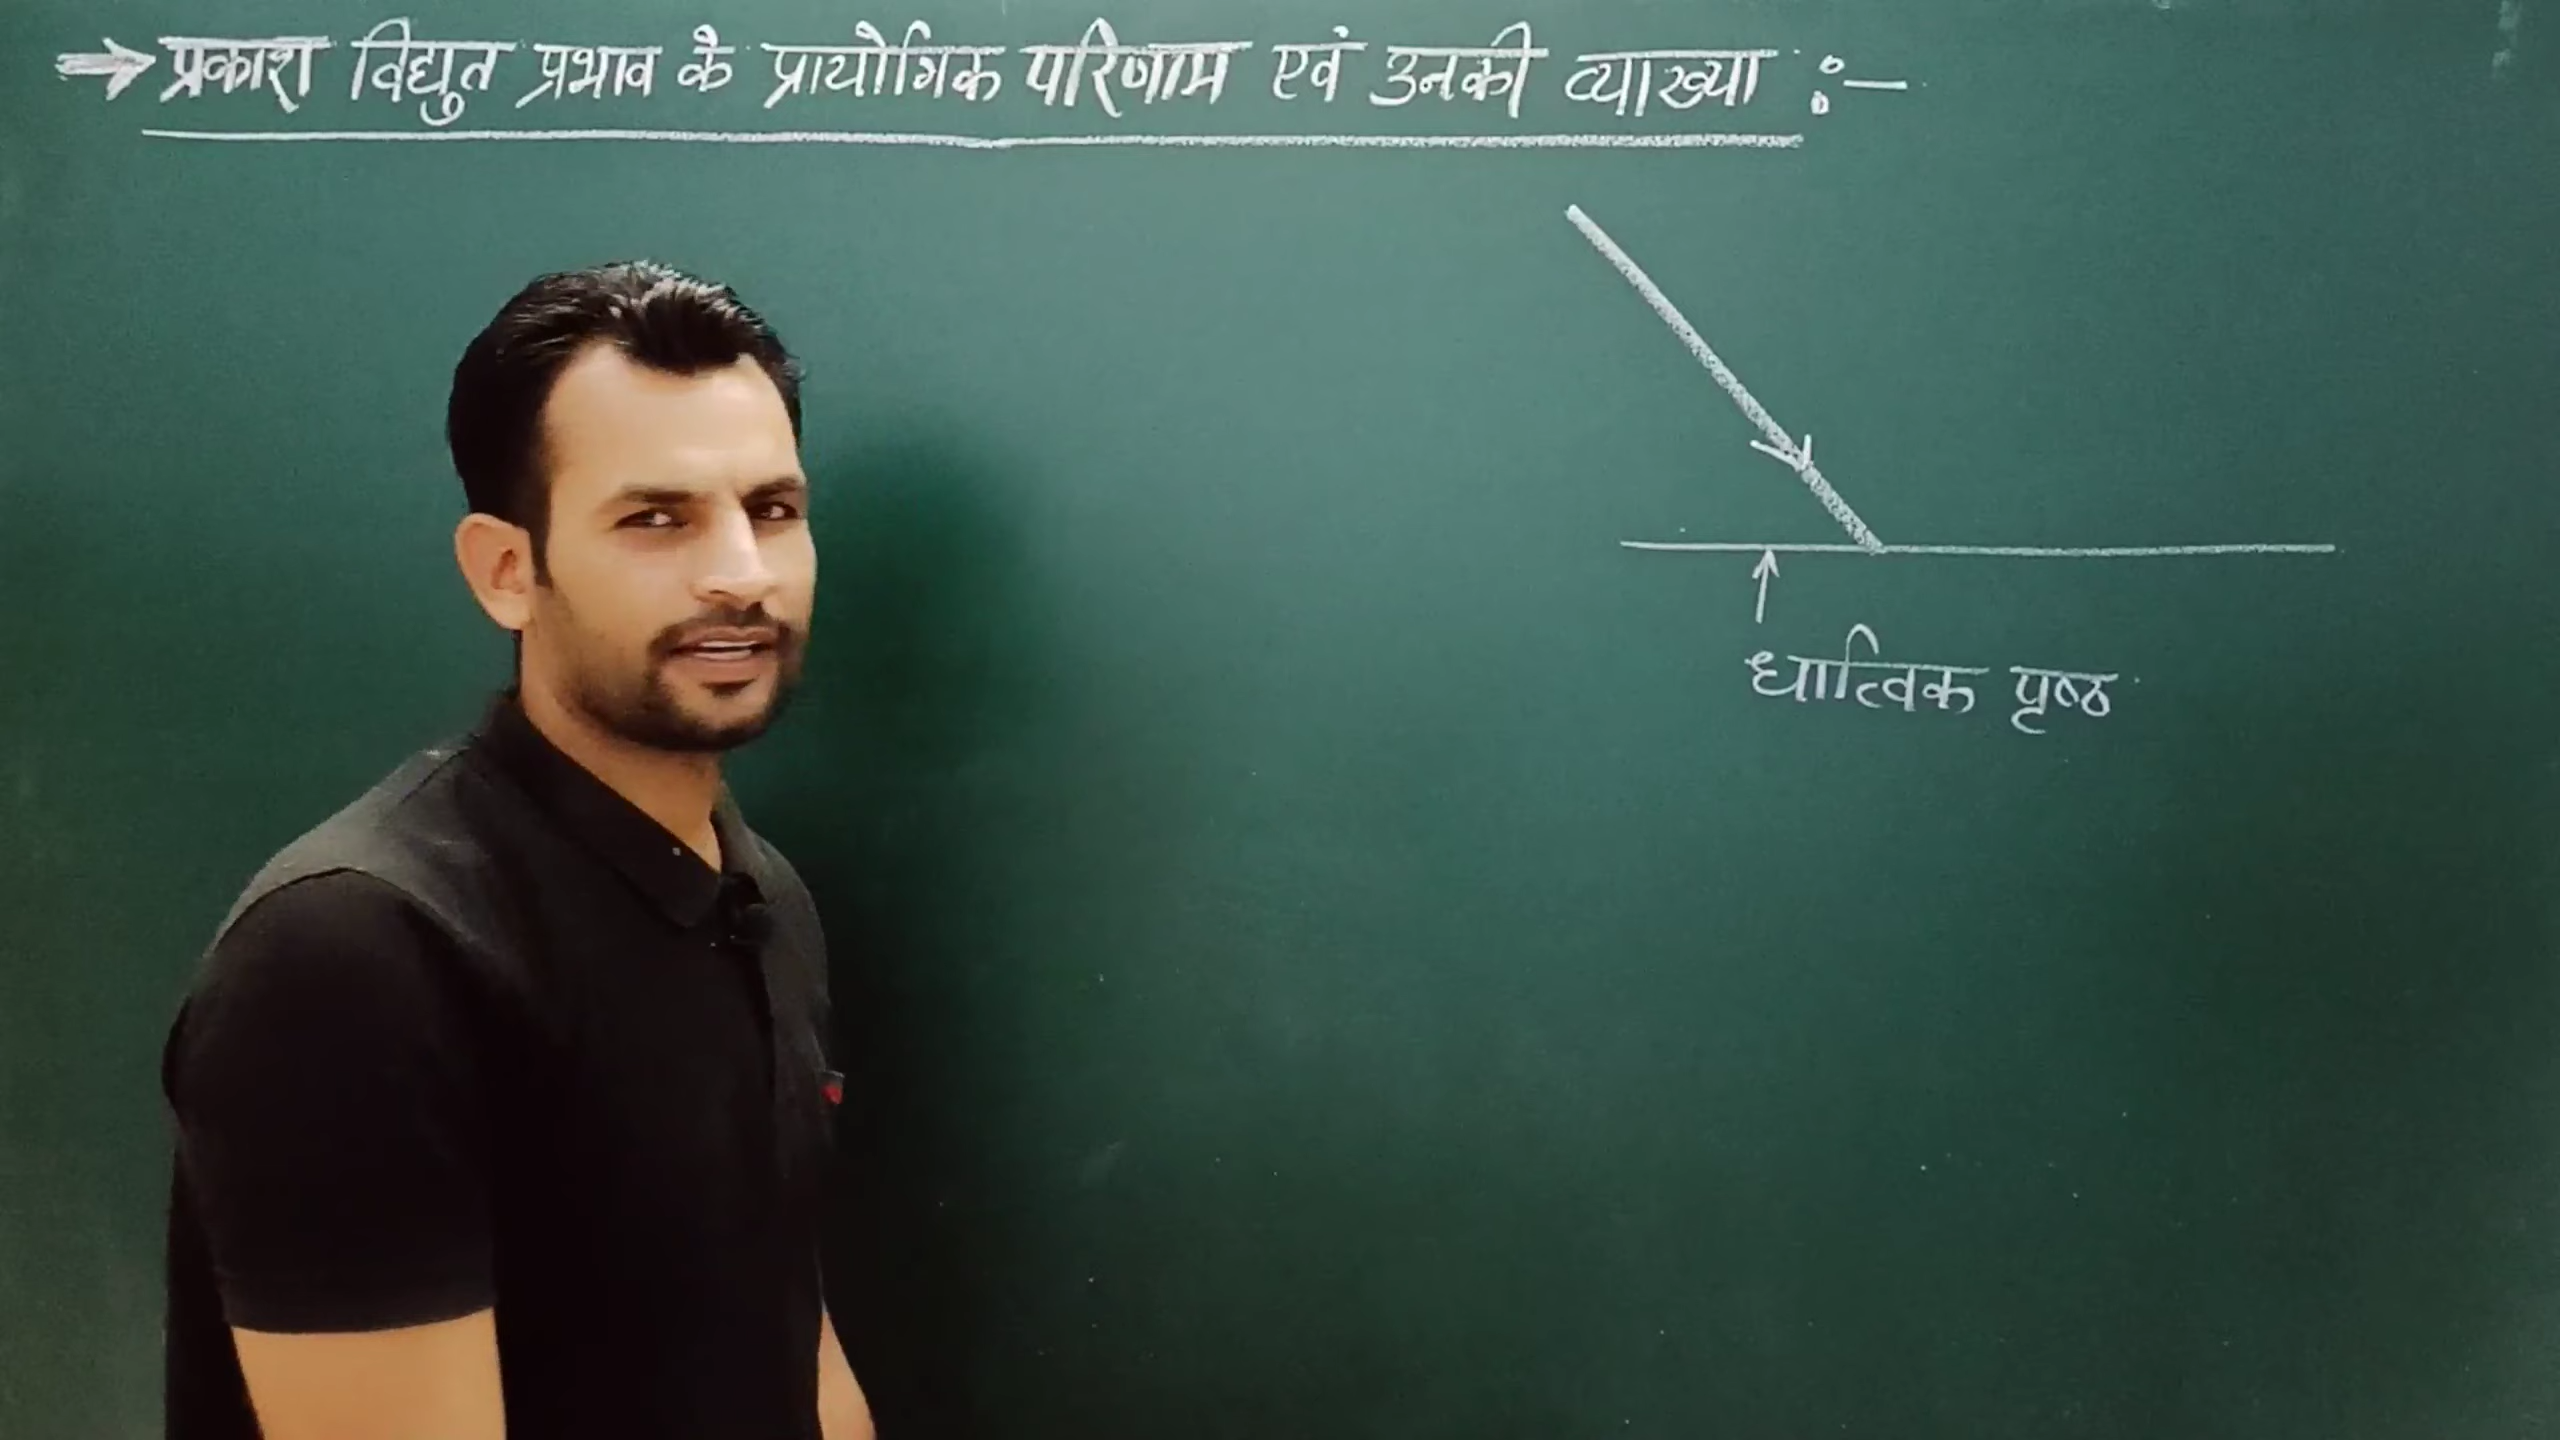 → प्रकाश विद्युत प्रभाव के प्रायोगिक परिणाम एवं उनकी व्याख्या :-
धात्विक पृष्ठ